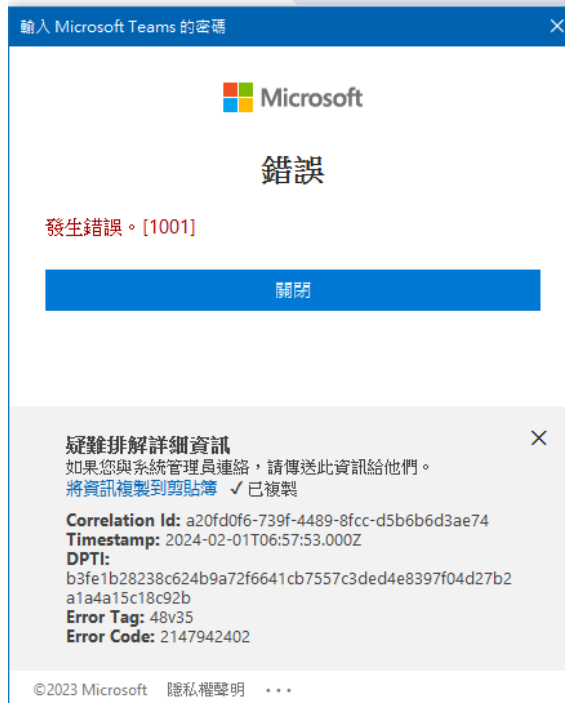 輸入 Microsoft Teams 的密碼
Microsoft
錯誤
發生錯誤。[1001]
關閉
疑難排解詳細資訊
如果您與系統管理員連絡,請傳送此資訊給他們。
將資訊複製到剪貼簿 ✓ 已複製
Correlation Id: a20fd0f6-739f-4489-8fcc-d5b6b6d3ae74
Timestamp: 2024-02-01T06:57:53.000Z
DPTI:
b3fe1b28238c624b9a72f6641cb7557c3ded4e8397f04d27b2
a1a4a15c18c92b
Error Tag: 48v35
Error Code: 2147942402
©2023 Microsoft 隱私權聲明 ···